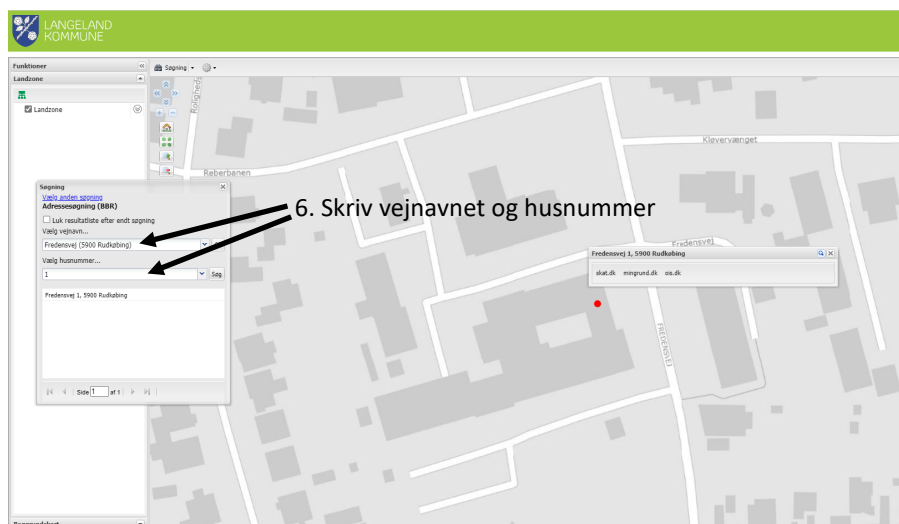 LANGELAND
KOMMUNE
Funktioner
Landzone
Landzone
Søgning
Roligheds
Kløvervænget
Reberbanen
Søgning
Vælg anden søgning
Adressesøgning (BBR)
Luk resultatliste efter endt søgning
Vælg vejnavn...
Fredensvej (5900 Rudkøbing)
Vælg husnummer...
1
Søg
Fredensvej 1, 5900 Rudkøbing
Side 1 af 1
6. Skriv vejnavnet og husnummer
Fredensvej
Fredensvej 1, 5900 Rudkøbing
skat.dk mingrund.dk ois.dk
FREDENSVEJ